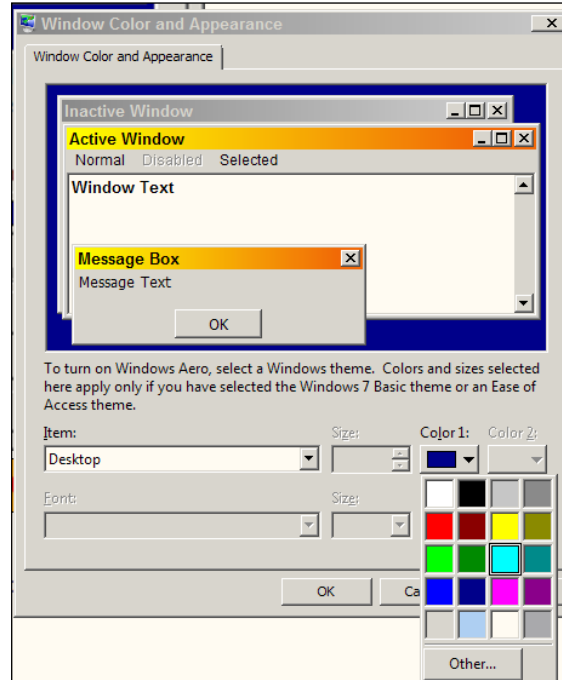 Window Color and Appearance
Window Color and Appearance
Inactive Window
Active Window
Normal Disabled Selected
Window Text
Message Box
Message Text
OK
To turn on Windows Aero, select a Windows theme. Colors and sizes selected
here apply only if you have selected the Windows 7 Basic theme or an Ease of
Access theme.
Item: Size: Color 1: Color 2:
Desktop
Font: Size:
OK Ca
Other...